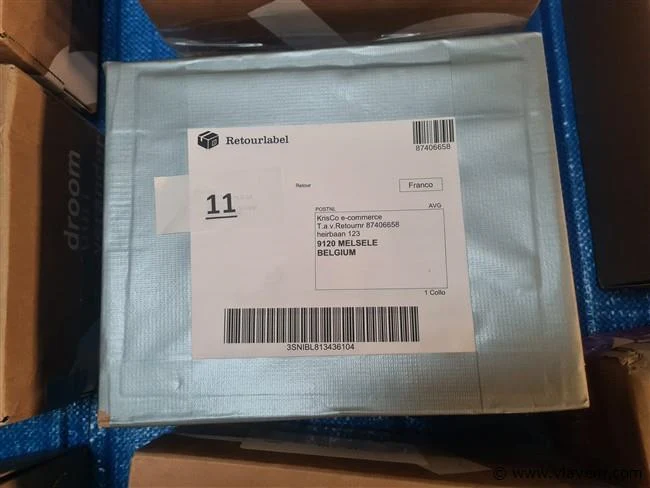 droom
Retourlabel
87406658
11
Retour
Franco
POSTNL
AVG
KrisCo e-commerce
T.a.v.Retournr 87406658
heirbaan 123
9120 MELSELE
BELGIUM
1 Collo
3SNIBL813436104
© www.vlavem.com